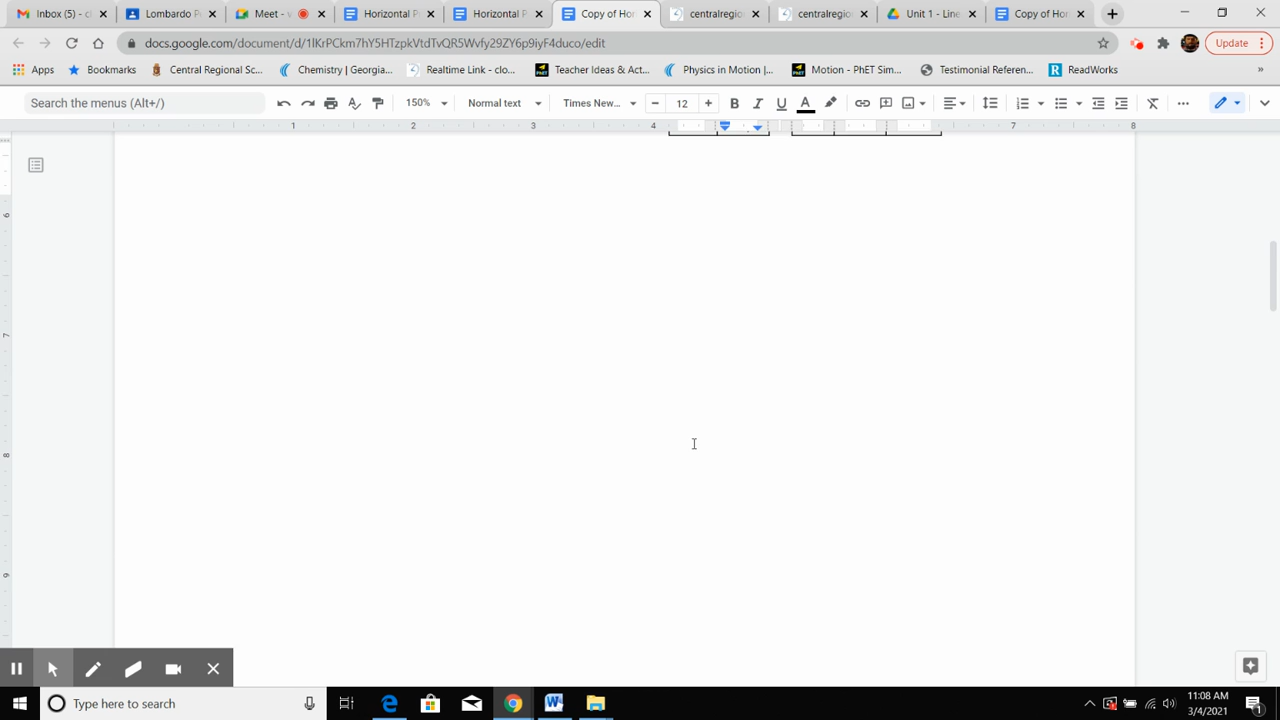 Inbox (5) - c
Lombardo P
Meet - v
Horizontal P
Horizontal P
Copy of Hor
centralregio
centralregio
Unit 1 - Line
Copy of Hor
docs.google.com/document/d/1lKrPCkm7hY5HTzpkVtdTvQR5Wvfv29ZY6p9iyF4duco/edit
Update
Apps
Bookmarks
Central Regional Sc...
Chemistry | Georgia...
Realtime Link - clo...
Teacher Ideas & Act...
Physics in Motion |...
Motion - PhET Sim...
Testimonial Referen...
ReadWorks
»
Search the menus (Alt+/)
150%
Normal text
Times New...
12
B I U A
1 2 3 4 7 8
6
7
8
9
Type here to search
11:08 AM
3/4/2021
1